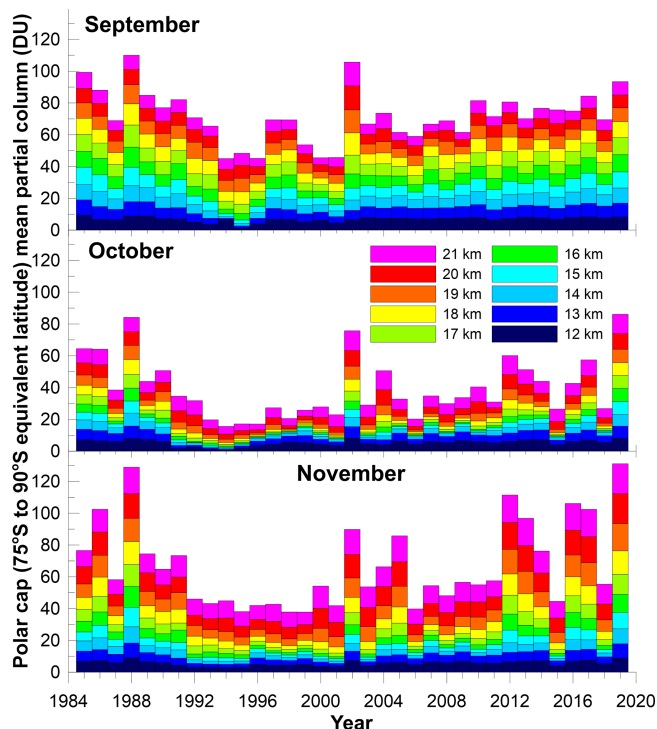 Polar cap (75°S to 90°S equivalent latitude) mean partial column (DU)
September
120
100
80
60
40
20
0
October
120
100
80
60
40
20
0
21 km
20 km
19 km
18 km
17 km
16 km
15 km
14 km
13 km
12 km
November
120
100
80
60
40
20
0
1984 1988 1992 1996 2000 2004 2008 2012 2016 2020
Year